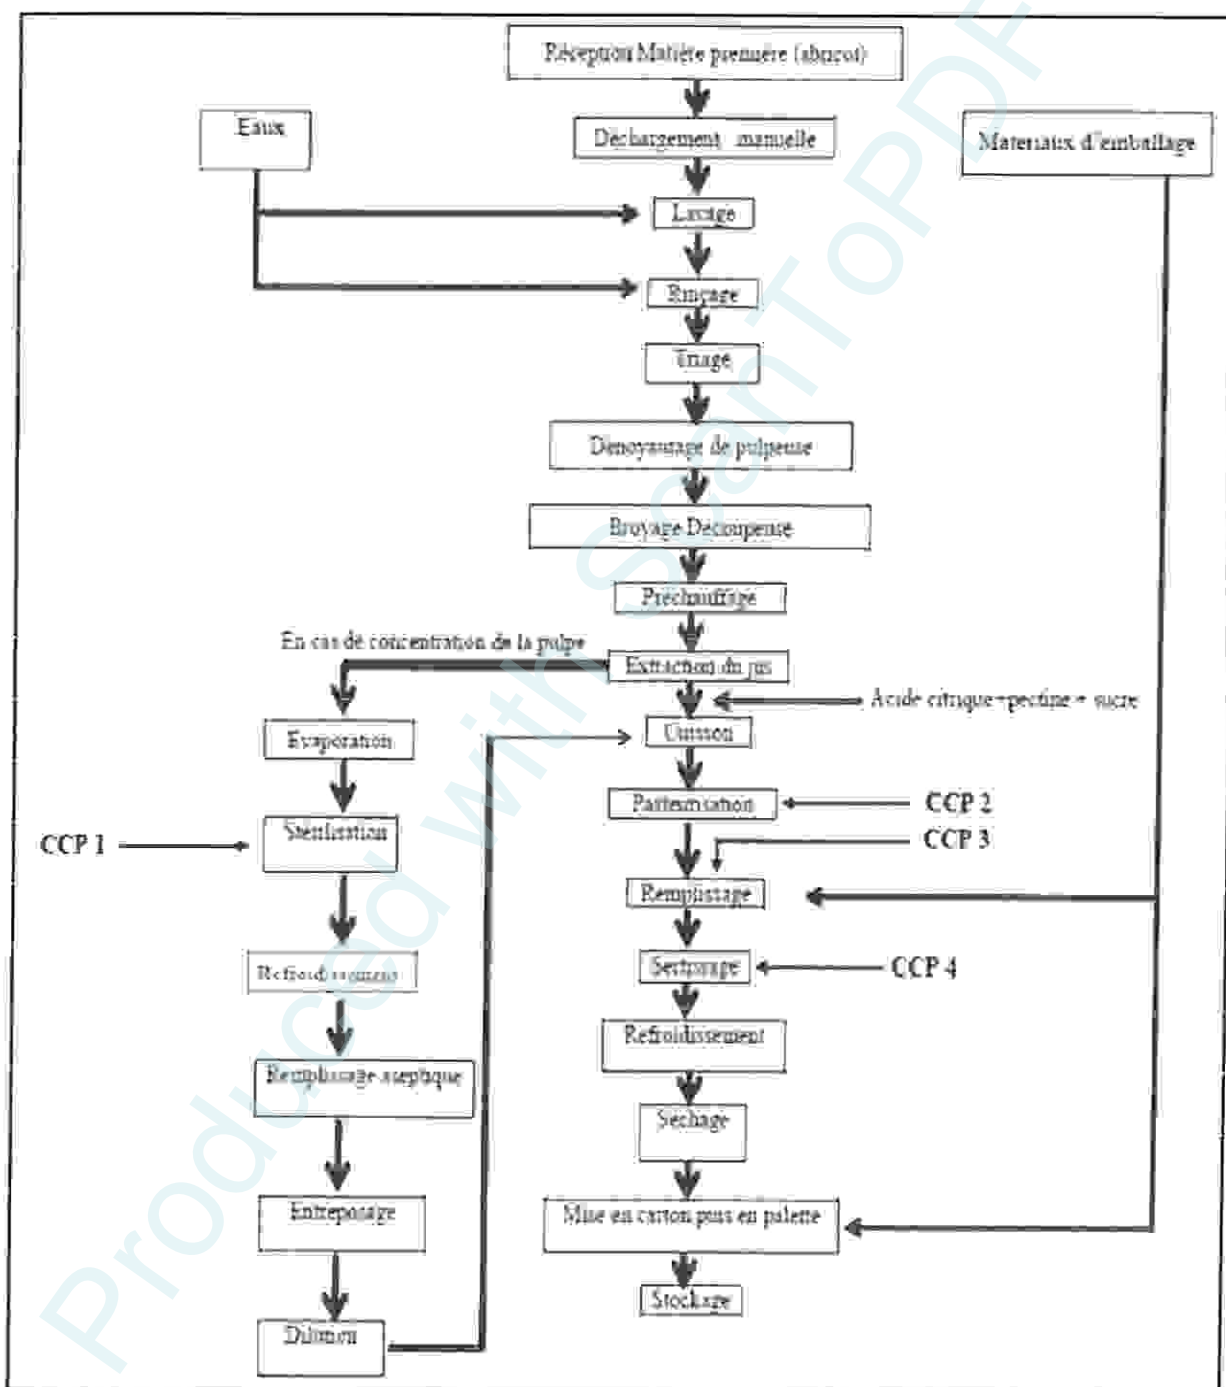 Réception Matière première (abricot)
Eaux
Déchargement manuelle
Matériaux d'emballage
Lavage
Rinçage
Triage
Dénoyautage de pulpeuse
Broyage Découpeuse
Préchauffage
En cas de concentration de la pulpe
Extraction du jus
Acide citrique+pectine + sucre
Evaporation
Cuisson
Pasteurisation
CCP 2
Stérilisation
CCP 1
CCP 3
Remplissage
Sertissage
CCP 4
Refroidissement
Refroidissement
Remplissage aseptique
Séchage
Entreposage
Mise en carton puis en palette
Stockage
Dilution
Produced with ScanToPDF